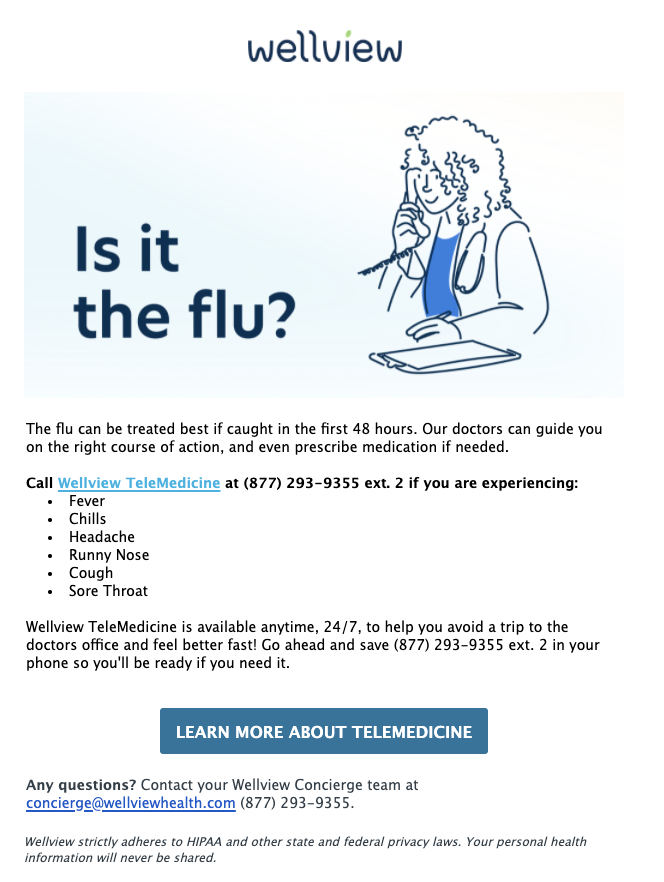 wellview
Is it
the flu?
The flu can be treated best if caught in the first 48 hours. Our doctors can guide you
on the right course of action, and even prescribe medication if needed.
Call Wellview TeleMedicine at (877) 293-9355 ext. 2 if you are experiencing:
• Fever
• Chills
• Headache
• Runny Nose
• Cough
• Sore Throat
Wellview TeleMedicine is available anytime, 24/7, to help you avoid a trip to the
doctors office and feel better fast! Go ahead and save (877) 293-9355 ext. 2 in your
phone so you'll be ready if you need it.
LEARN MORE ABOUT TELEMEDICINE
Any questions? Contact your Wellview Concierge team at
concierge@wellviewhealth.com (877) 293-9355.
Wellview strictly adheres to HIPAA and other state and federal privacy laws. Your personal health
information will never be shared.